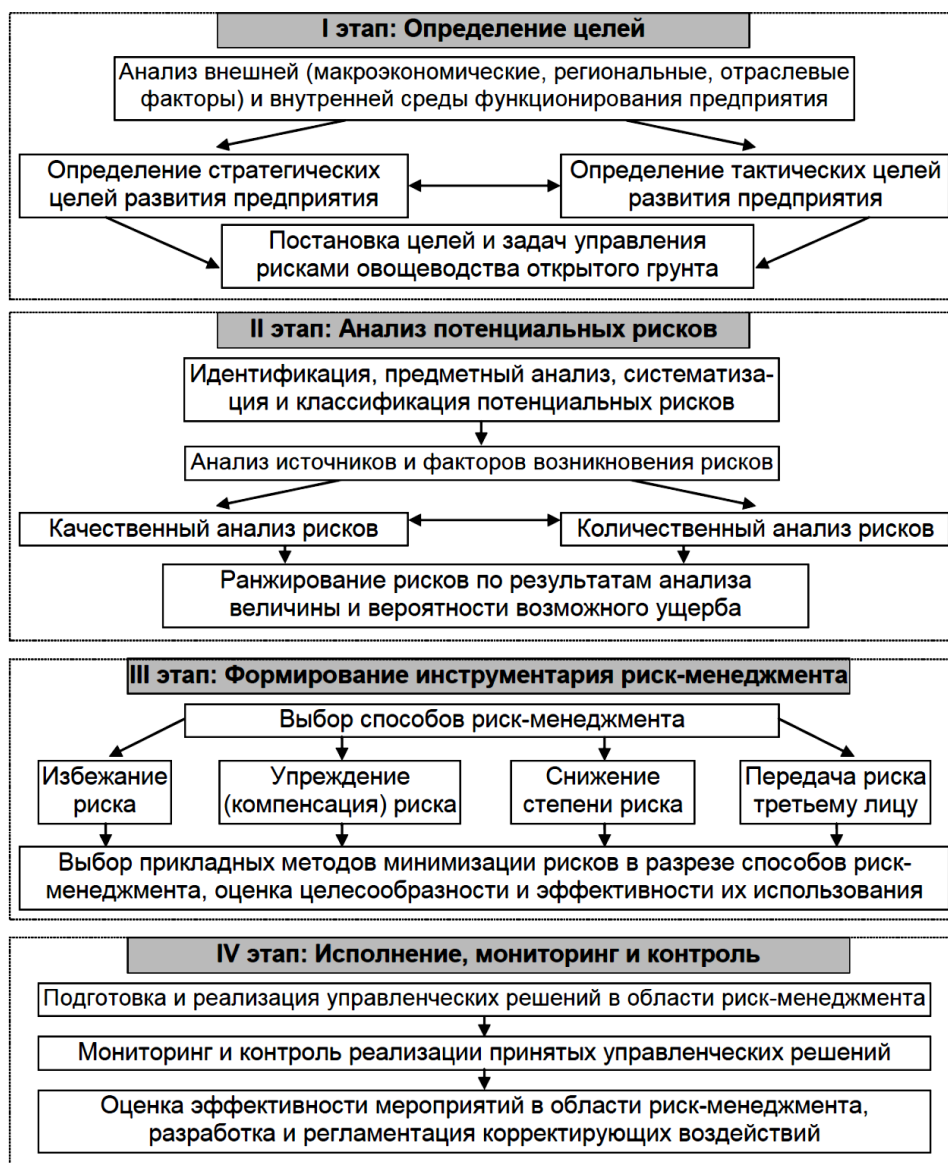 I этап: Определение целей
Анализ внешней (макроэкономические, региональные, отраслевые
факторы) и внутренней среды функционирования предприятия
Определение стратегических
целей развития предприятия
Определение тактических целей
развития предприятия
Постановка целей и задач управления
рисками овощеводства открытого грунта
II этап: Анализ потенциальных рисков
Идентификация, предметный анализ, систематиза-
ция и классификация потенциальных рисков
Анализ источников и факторов возникновения рисков
Качественный анализ рисков
Количественный анализ рисков
Ранжирование рисков по результатам анализа
величины и вероятности возможного ущерба
III этап: Формирование инструментария риск-менеджмента
Выбор способов риск-менеджмента
Избежание
риска
Упреждение
(компенсация) риска
Снижение
степени риска
Передача риска
третьему лицу
Выбор прикладных методов минимизации рисков в разрезе способов риск-
менеджмента, оценка целесообразности и эффективности их использования
IV этап: Исполнение, мониторинг и контроль
Подготовка и реализация управленческих решений в области риск-менеджмента
Мониторинг и контроль реализации принятых управленческих решений
Оценка эффективности мероприятий в области риск-менеджмента,
разработка и регламентация корректирующих воздействий